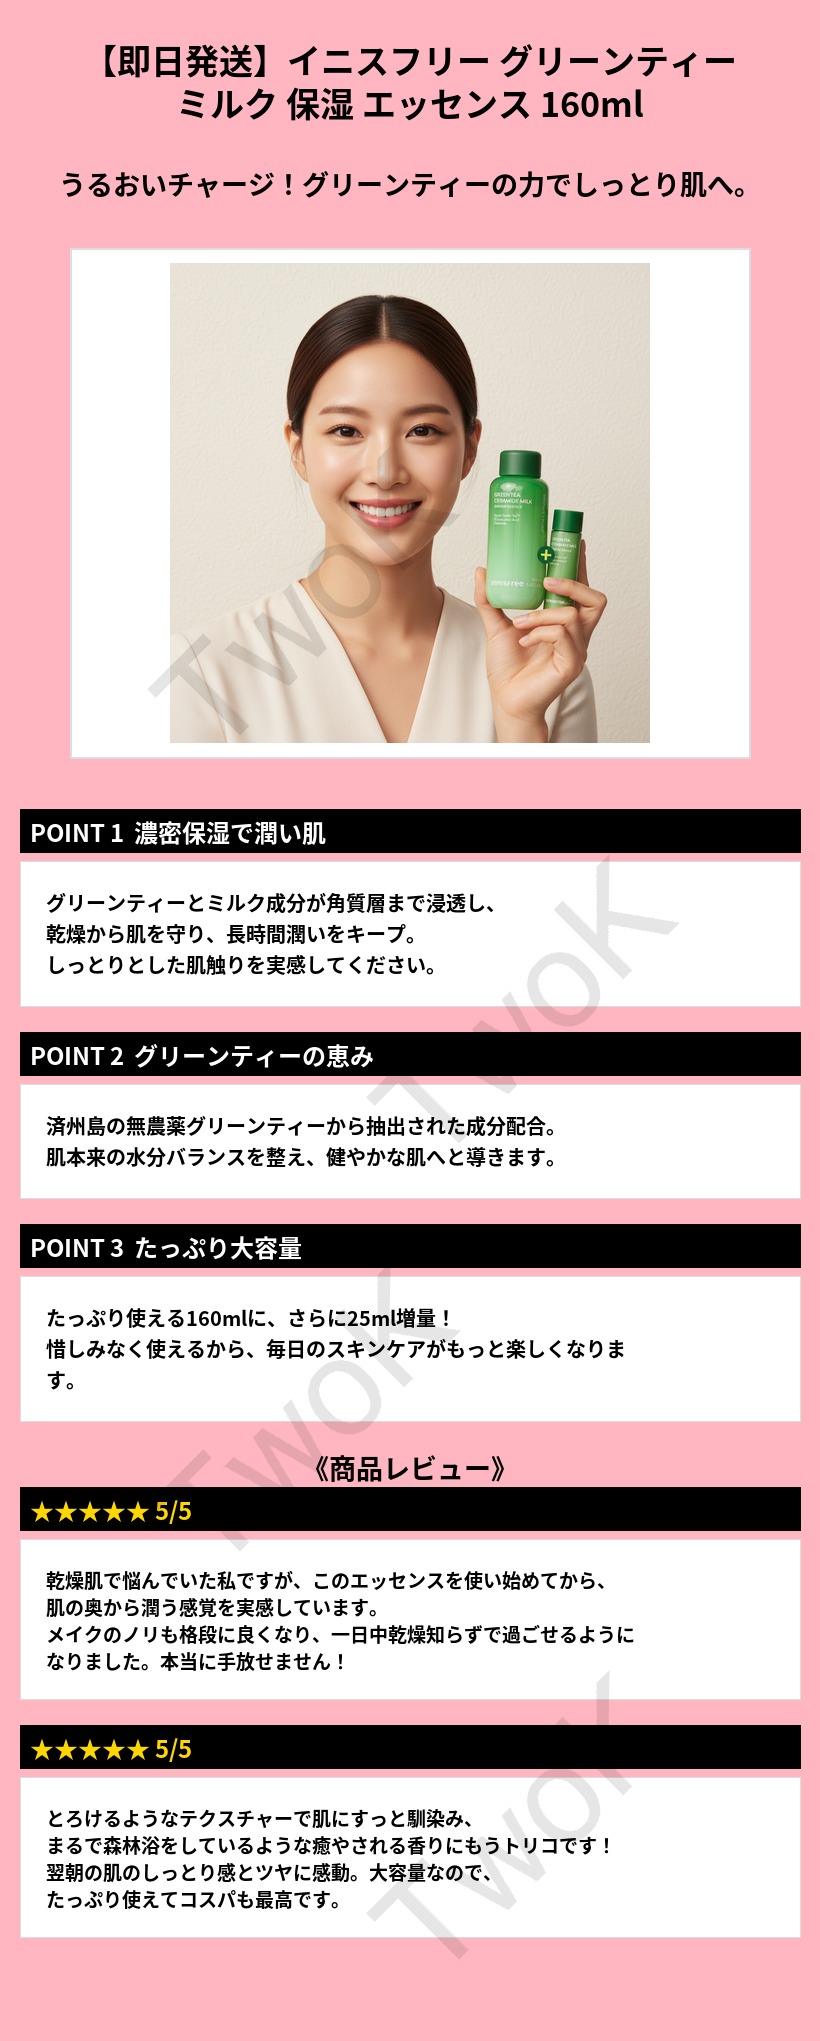 【即日発送】イニスフリー グリーンティー
ミルク 保湿 エッセンス 160ml
うるおいチャージ！グリーンティーの力でしっとり肌へ。
GREENTEA
CERAMIDE MILK
+
TwoK
POINT 1 濃密保湿で潤い肌
グリーンティーとミルク成分が角質層まで浸透し、
乾燥から肌を守り、長時間潤いをキープ。
しっとりとした肌触りを実感してください。
TwoK
POINT 2 グリーンティーの恵み
済州島の無農薬グリーンティーから抽出された成分配合。
肌本来の水分バランスを整え、健やかな肌へと導きます。
POINT 3 たっぷり大容量
たっぷり使える160mlに、さらに25ml増量！
惜しみなく使えるから、毎日のスキンケアがもっと楽しくなりま
す。
TwoK
《商品レビュー》
★★★★★ 5/5
乾燥肌で悩んでいた私ですが、このエッセンスを使い始めてから、
肌の奥から潤う感覚を実感しています。
メイクのノリも格段に良くなり、一日中乾燥知らずで過ごせるように
なりました。本当に手放せません！
★★★★★ 5/5
とろけるようなテクスチャーで肌にすっと馴染み、
まるで森林浴をしているような癒やされる香りにもうトリコです！
翌朝の肌のしっとり感とツヤに感動。大容量なので、
たっぷり使えてコスパも最高です。
TwoK